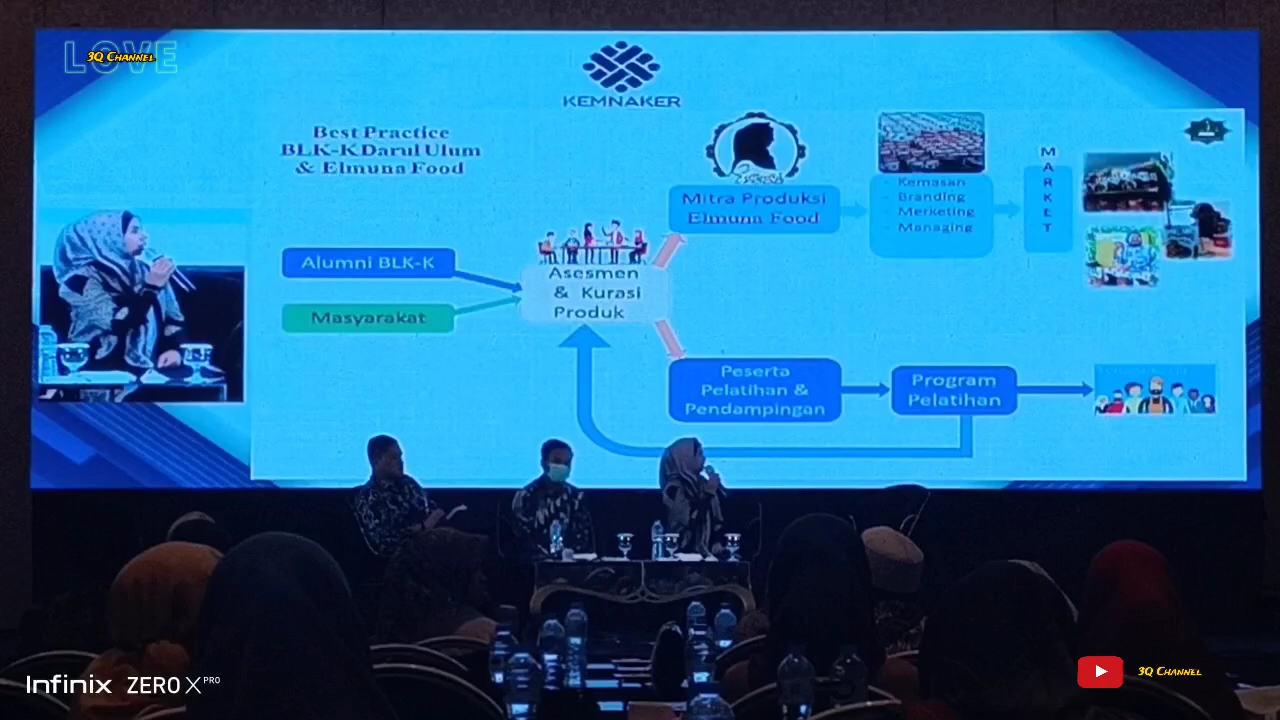 LOVE
3Q Channel
KEMNAKER
Best Practice
BLK-K Darul Ulum
& Elmuna Food
Alumni BLK-K
Masyarakat
Asesmen
& Kurasi
Produk
Mitra Produksi
Elmuna Food
- Kemasan
- Branding
- Merketing
- Managing
MARKET
Peserta
Pelatihan &
Pendampingan
Program
Pelatihan
Infinix ZERO X PRO
3Q Channel